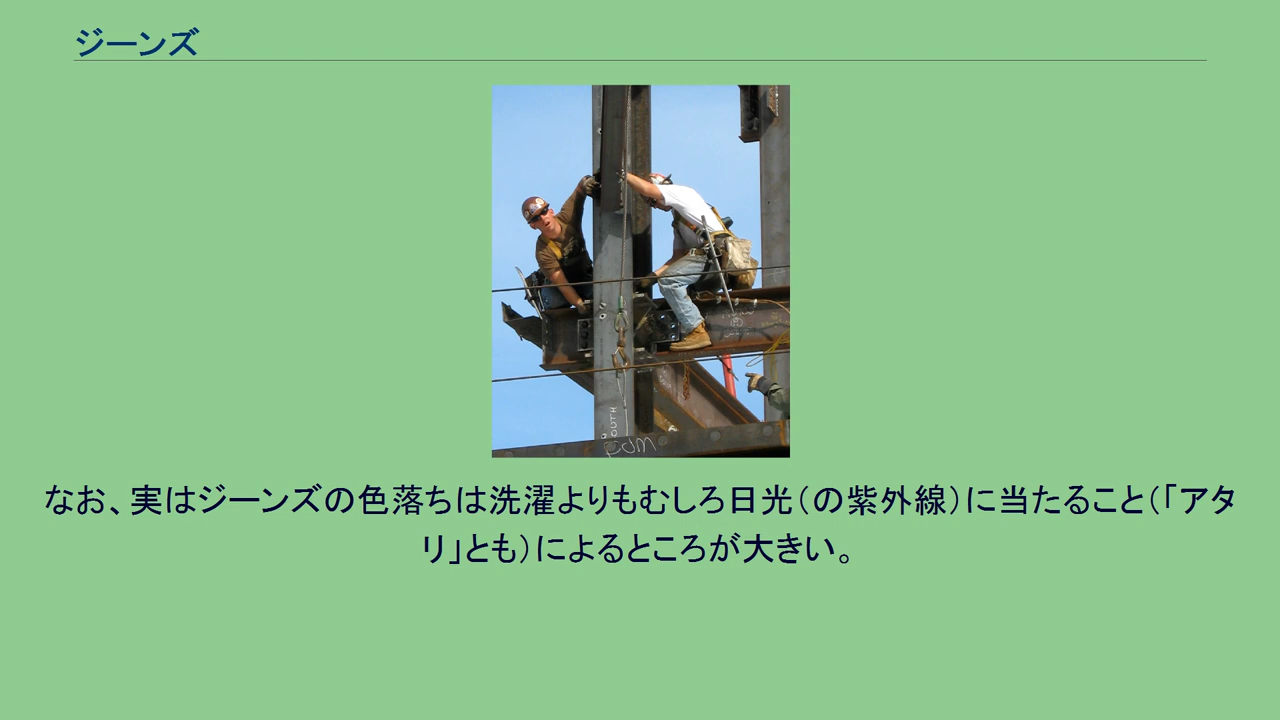 ジーンズ
OUTH
なお、実はジーンズの色落ちは洗濯よりもむしろ日光（の紫外線）に当たること（「アタ
リ」とも）によるところが大きい。